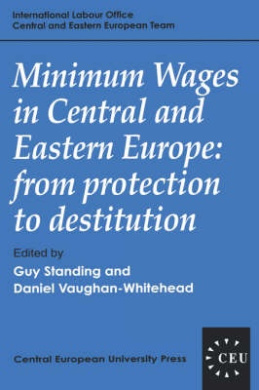 International Labour Office
Central and Eastern European Team
Minimum Wages
in Central and
Eastern Europe:
from protection
to destitution
Edited by
Guy Standing and
Daniel Vaughan-Whitehead
Central European University Press
CEU